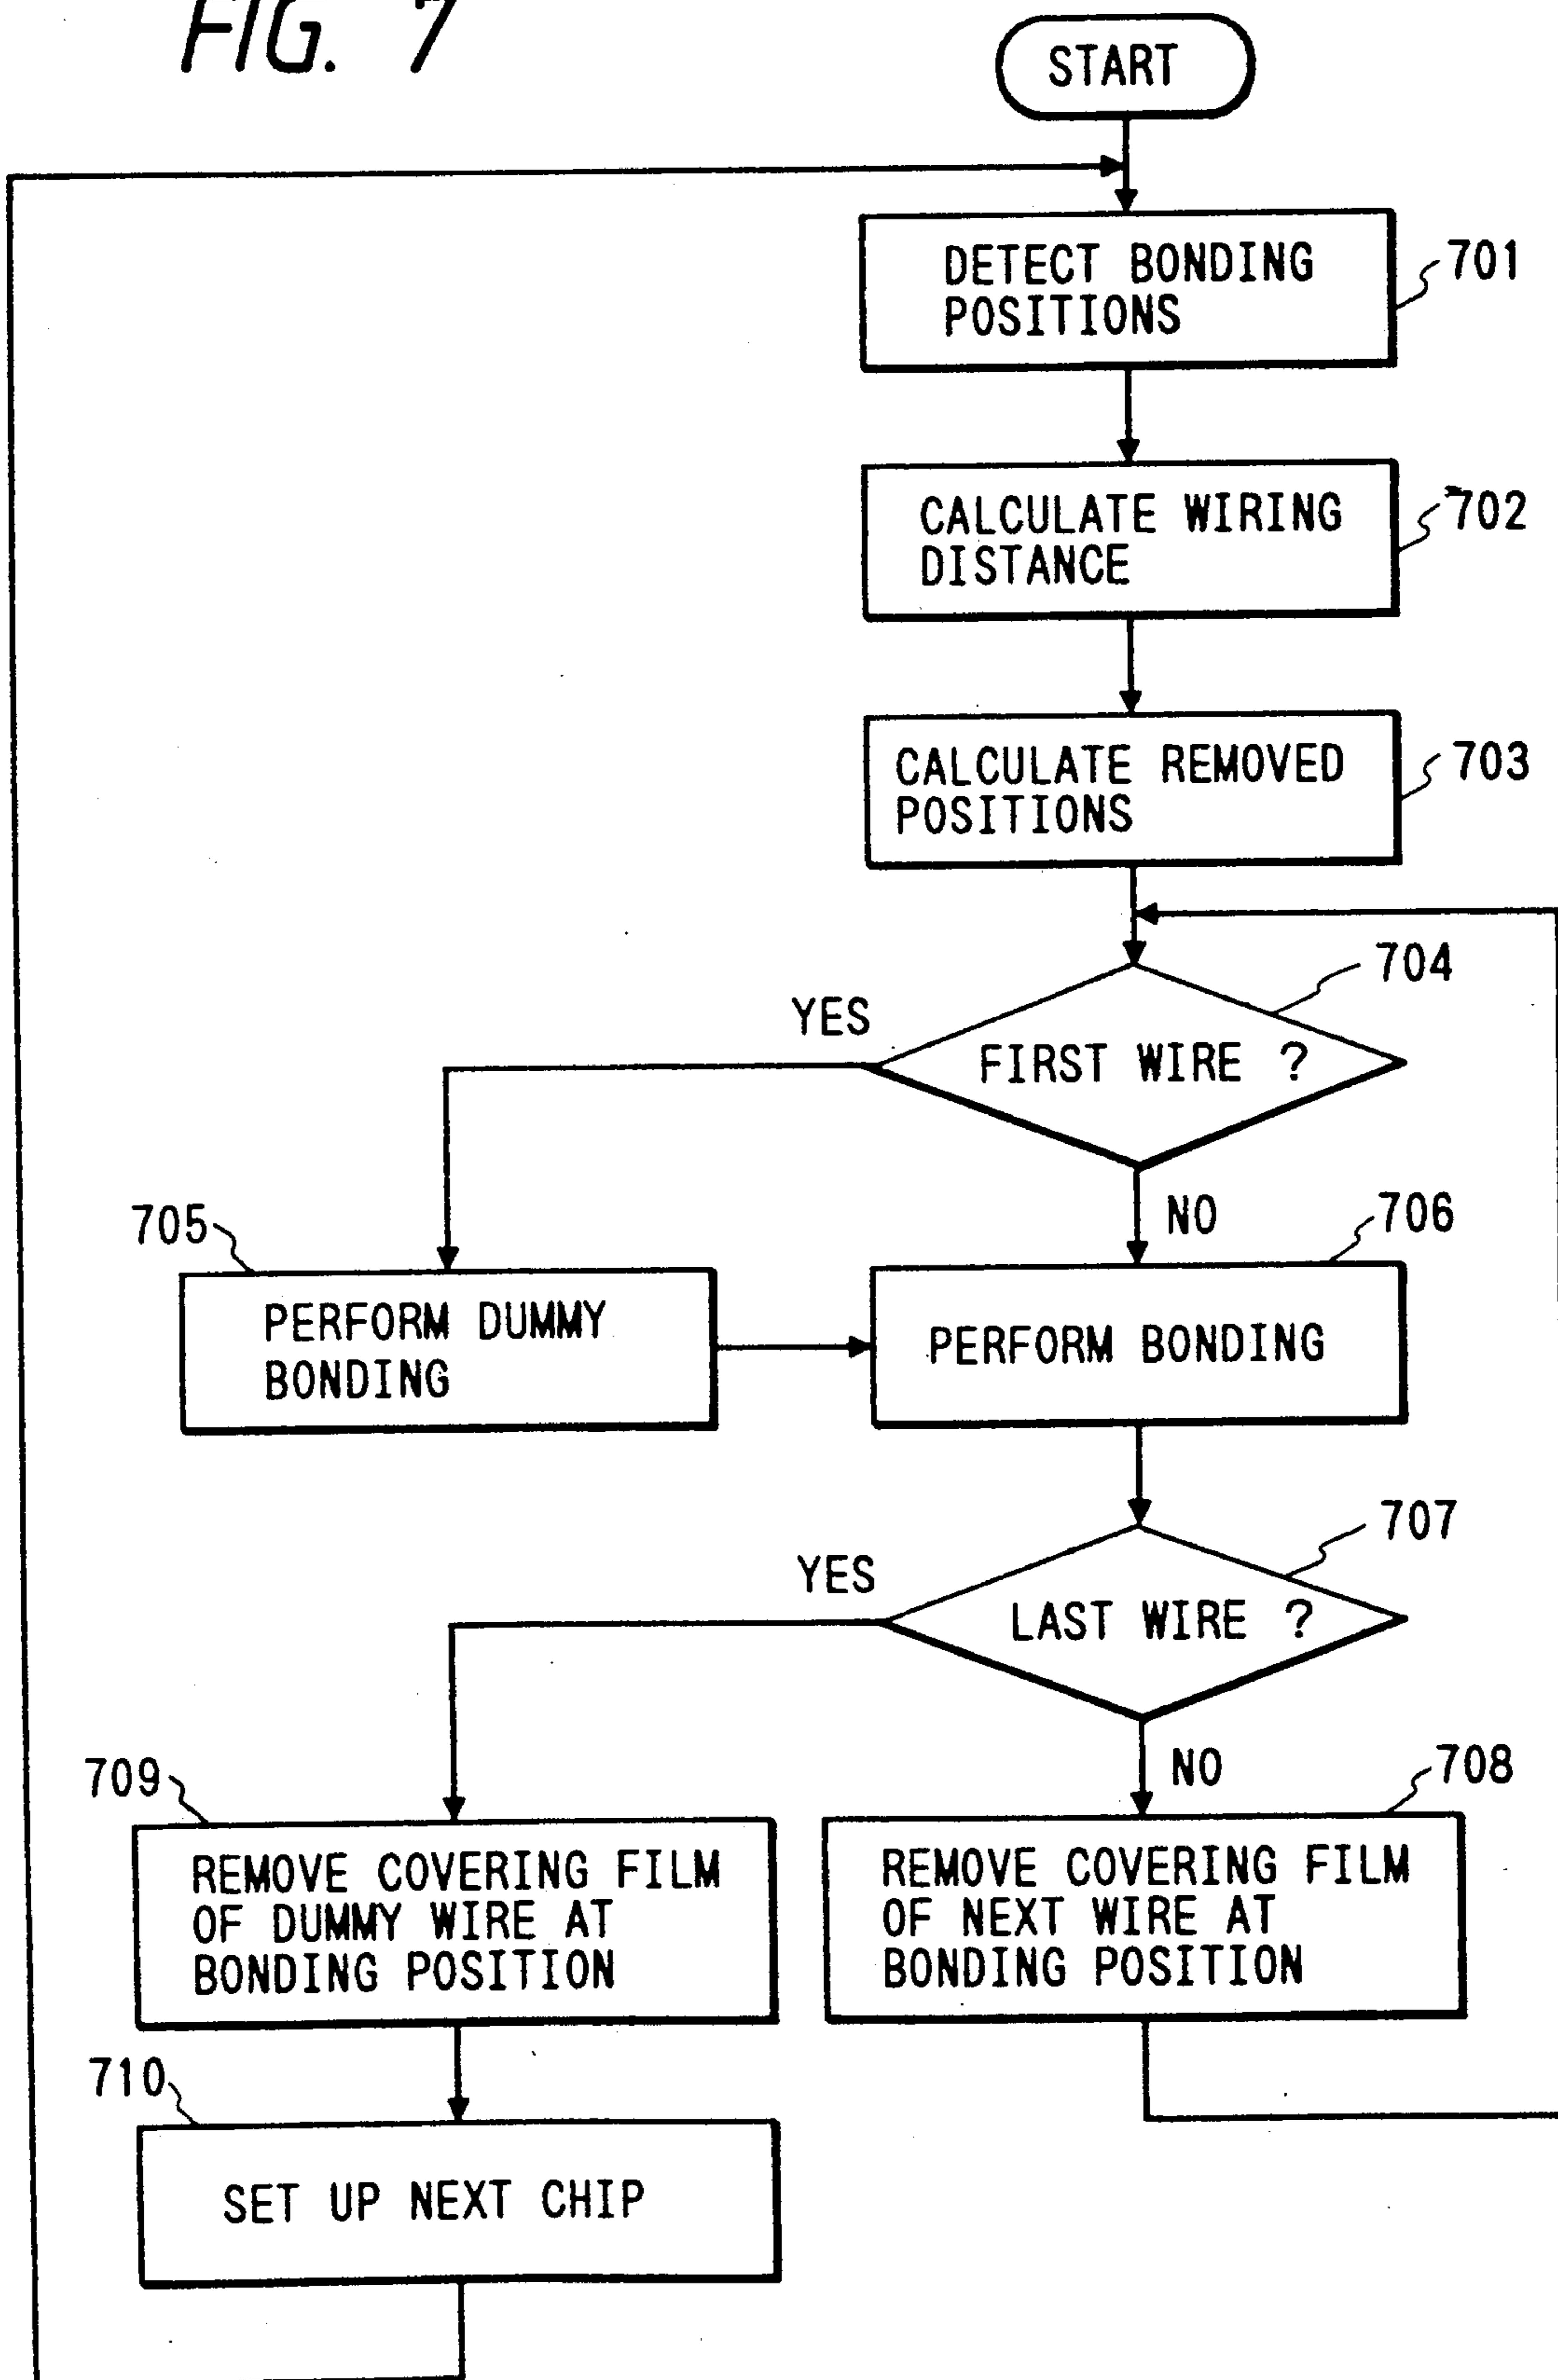 FIG. 7
START
DETECT BONDING
POSITIONS
701
CALCULATE WIRING
DISTANCE
702
CALCULATE REMOVED
POSITIONS
703
704
YES
FIRST WIRE ?
NO
705
706
PERFORM DUMMY
BONDING
PERFORM BONDING
707
YES
LAST WIRE ?
NO
709
708
REMOVE COVERING FILM
OF DUMMY WIRE AT
BONDING POSITION
REMOVE COVERING FILM
OF NEXT WIRE AT
BONDING POSITION
710
SET UP NEXT CHIP